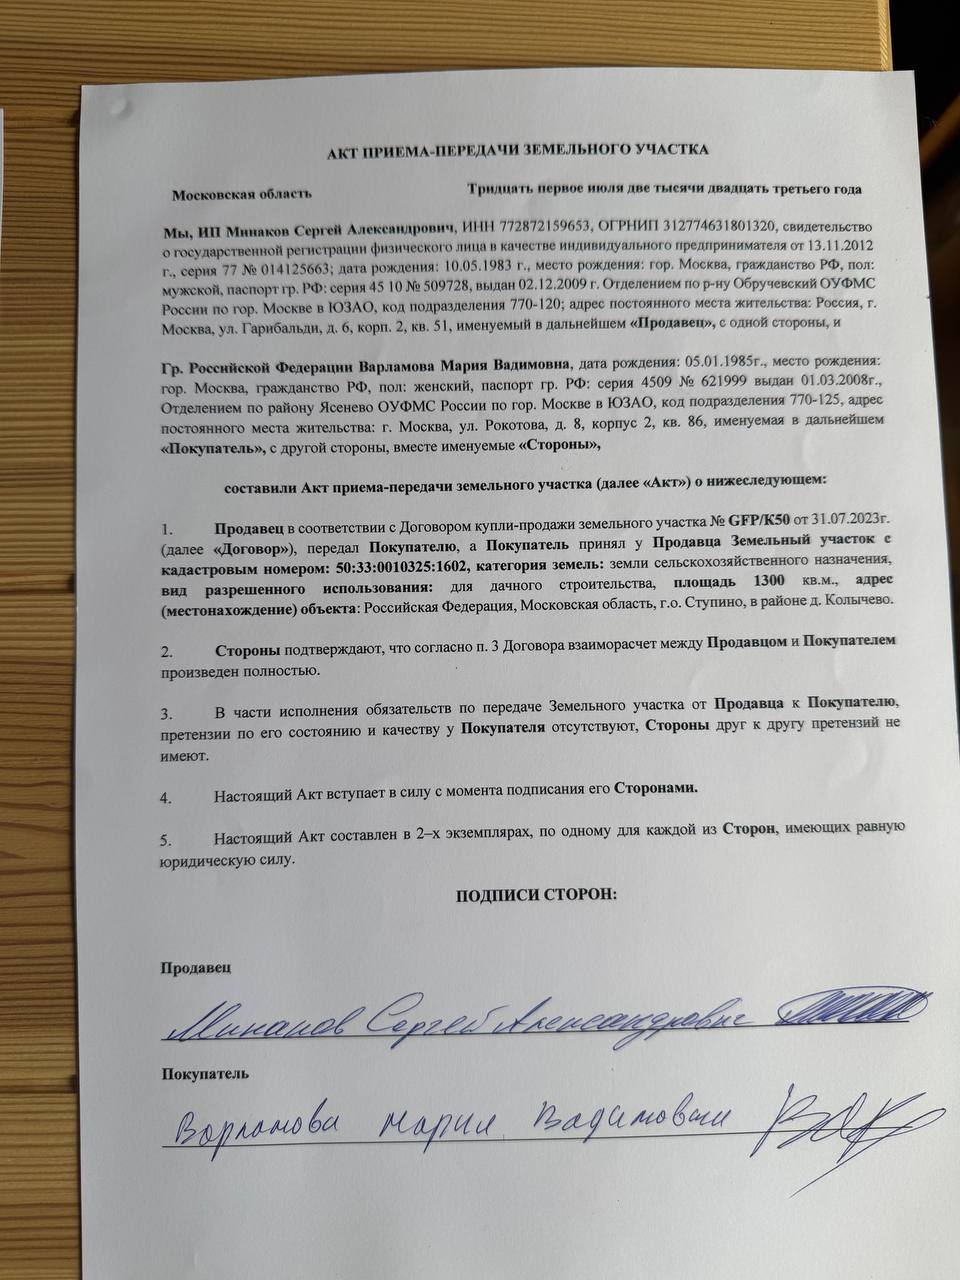 АКТ ПРИЕМА-ПЕРЕДАЧИ ЗЕМЕЛЬНОГО УЧАСТКА
Московская область Тридцать первое июля две тысячи двадцать третьего года
Мы, ИП Минаков Сергей Александрович, ИНН 772872159653, ОГРНИП 312774631801320, свидетельство
о государственной регистрации физического лица в качестве индивидуального предпринимателя от 13.11.2012
г., серия 77 № 014125663; дата рождения: 10.05.1983 г., место рождения: гор. Москва, гражданство РФ, пол:
мужской, паспорт гр. РФ: серия 45 10 № 509728, выдан 02.12.2009 г. Отделением по р-ну Обручевский ОУФМС
России по гор. Москве в ЮЗАО, код подразделения 770-120; адрес постоянного места жительства: Россия, г.
Москва, ул. Гарибальди, д. 6, корп. 2, кв. 51, именуемый в дальнейшем «Продавец», с одной стороны, и
Гр. Российской Федерации Варламова Мария Вадимовна, дата рождения: 05.01.1985г., место рождения:
гор. Москва, гражданство РФ, пол: женский, паспорт гр. РФ: серия 4509 № 621999 выдан 01.03.2008г.,
Отделением по району Ясенево ОУФМС России по гор. Москве в ЮЗАО, код подразделения 770-125, адрес
постоянного места жительства: г. Москва, ул. Рокотова, д. 8, корпус 2, кв. 86, именуемая в дальнейшем
«Покупатель», с другой стороны, вместе именуемые «Стороны»,
составили Акт приема-передачи земельного участка (далее «Акт») о нижеследующем:
1. Продавец в соответствии с Договором купли-продажи земельного участка № GFP/К50 от 31.07.2023г.
(далее «Договор»), передал Покупателю, а Покупатель принял у Продавца Земельный участок с
кадастровым номером: 50:33:0010325:1602, категория земель: земли сельскохозяйственного назначения,
вид разрешенного использования: для дачного строительства, площадь 1300 кв.м., адрес
(местонахождение) объекта: Российская Федерация, Московская область, г.о. Ступино, в районе д. Колычево.
2. Стороны подтверждают, что согласно п. 3 Договора взаиморасчет между Продавцом и Покупателем
произведен полностью.
3. В части исполнения обязательств по передаче Земельного участка от Продавца к Покупателю,
претензии по его состоянию и качеству у Покупателя отсутствуют, Стороны друг к другу претензий не
имеют.
4. Настоящий Акт вступает в силу с момента подписания его Сторонами.
5. Настоящий Акт составлен в 2–х экземплярах, по одному для каждой из Сторон, имеющих равную
юридическую силу.
ПОДПИСИ СТОРОН:
Продавец
Минаков Сергей Александрович
Покупатель
Варламова Мария Вадимовна